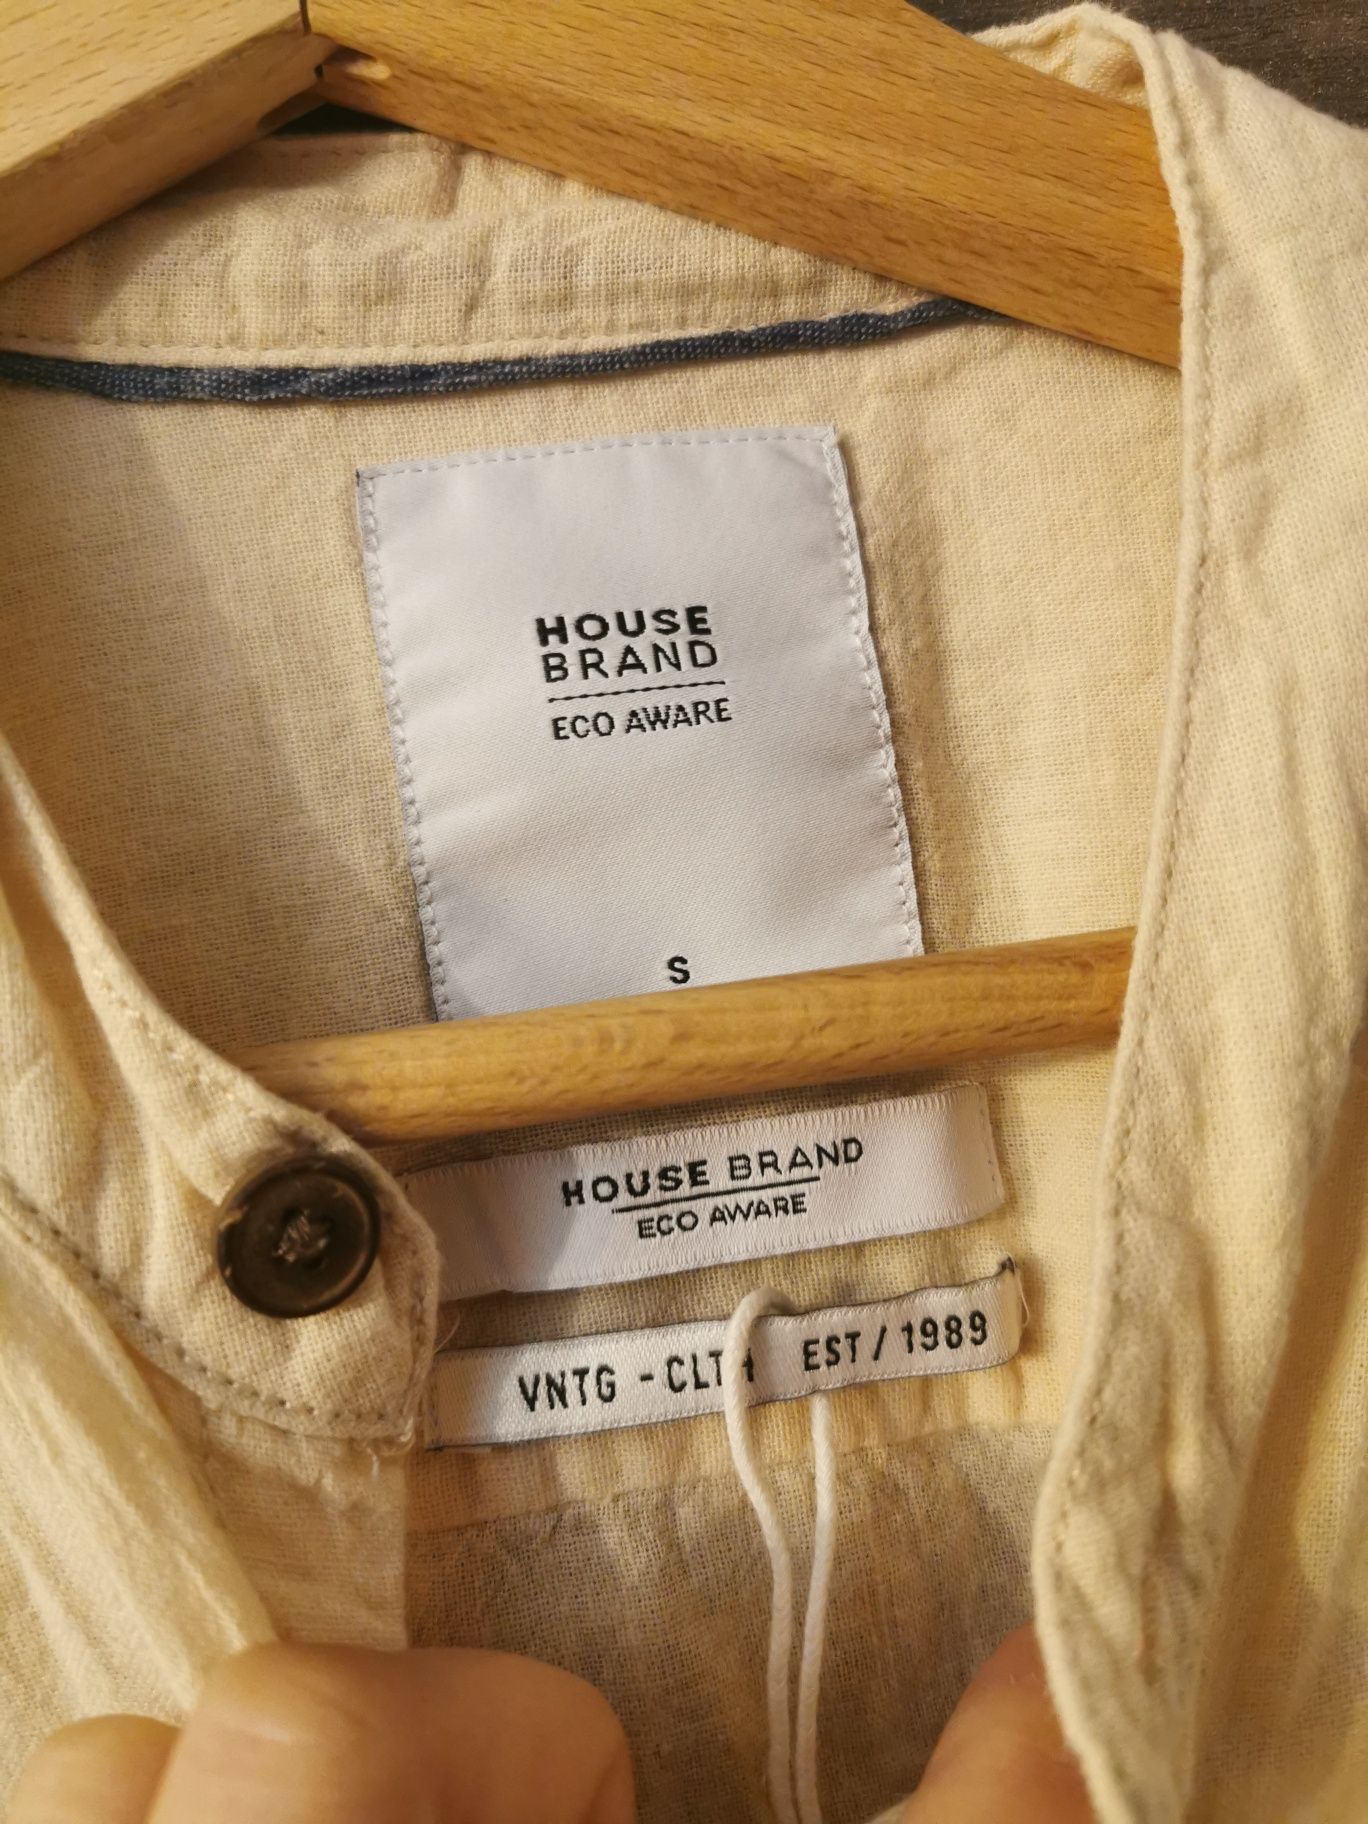 HOUSE
BRAND
ECO AWARE
S
HOUSE BRAND
ECO AWARE
VNTG - CLTH EST / 1989